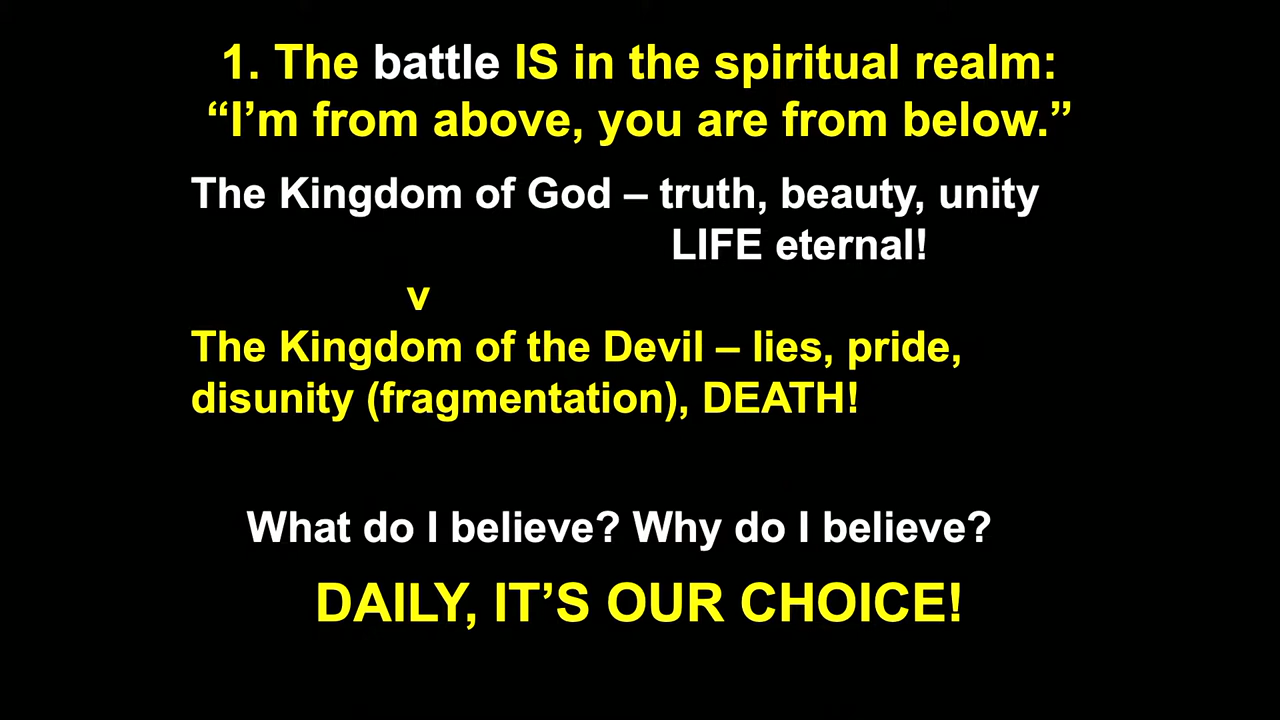 1. The battle IS in the spiritual realm:
“I’m from above, you are from below.”
The Kingdom of God – truth, beauty, unity
LIFE eternal!
v
The Kingdom of the Devil – lies, pride,
disunity (fragmentation), DEATH!
What do I believe? Why do I believe?
DAILY, IT’S OUR CHOICE!